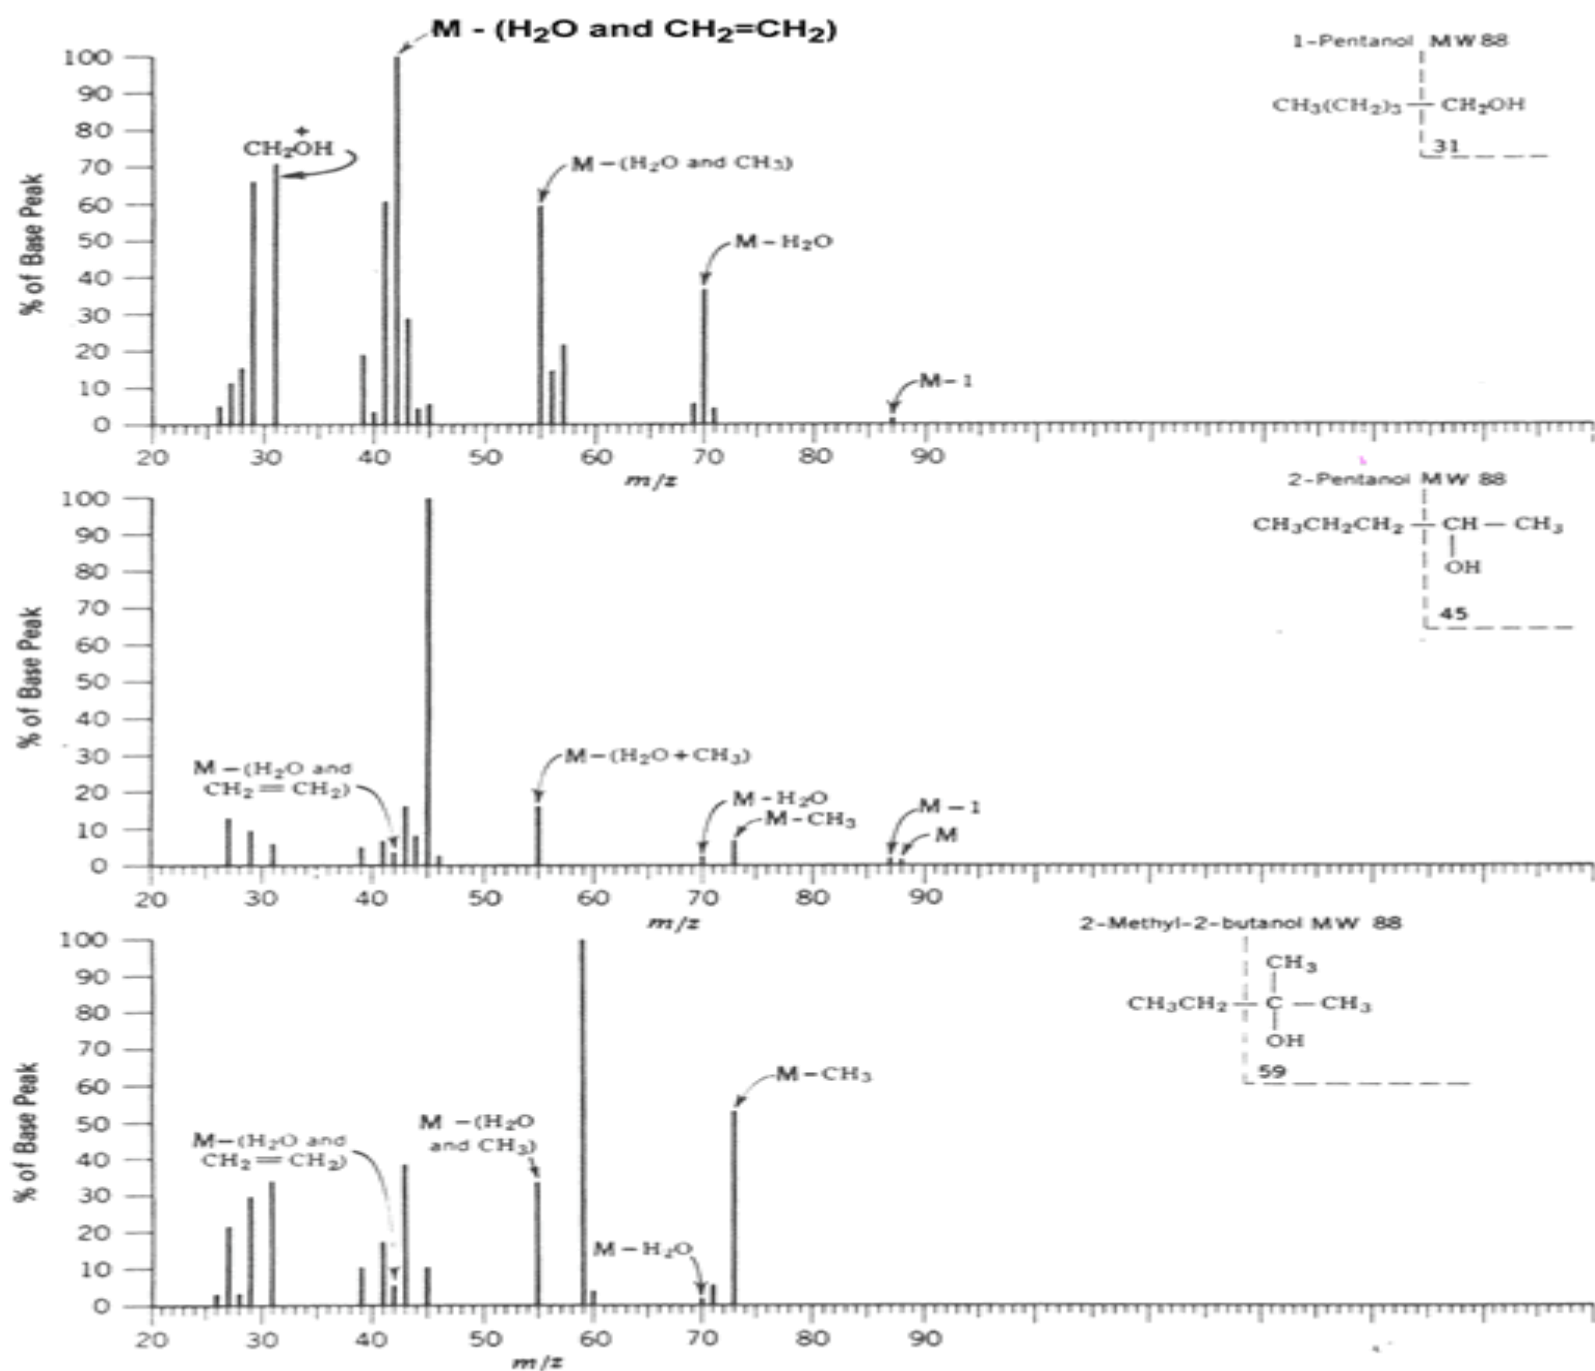 M - (H₂O and CH₂=CH₂)
1-Pentanol MW 88
CH₃(CH₂)₃ CH₂OH
31
+
CH₂OH
M-(H₂O and CH₃)
M-H₂O
M-1
% of Base Peak
100
90
80
70
60
50
40
30
20
10
0
20 30 40 50 60 70 80 90
m/z
2-Pentanol MW 88
CH₃CH₂CH₂ CH—CH₃
OH
45
M-(H₂O and
CH₂=CH₂)
M-(H₂O+CH₃)
M-H₂O
M-CH₃
M-1
M
% of Base Peak
100
90
80
70
60
50
40
30
20
10
0
20 30 40 50 60 70 80 90
m/z
2-Methyl-2-butanol MW 88
CH₃
CH₃CH₂ C—CH₃
OH
59
M-(H₂O and
CH₂=CH₂)
M-(H₂O
and CH₃)
M-H₂O
M-CH₃
% of Base Peak
100
90
80
70
60
50
40
30
20
10
0
20 30 40 50 60 70 80 90
m/z